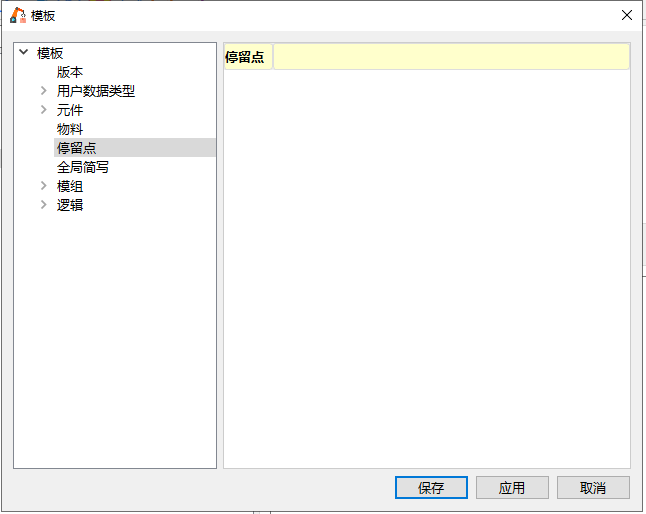 模板
模板
版本
用户数据类型
元件
物料
停留点
全局简写
模组
逻辑
停留点
保存 应用 取消